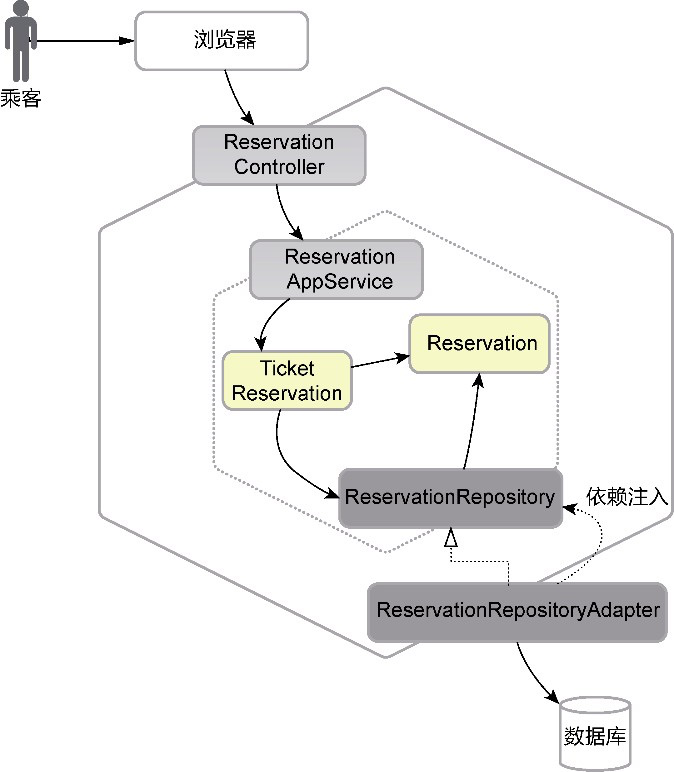 浏览器
乘客
Reservation
Controller
Reservation
AppService
Reservation
Ticket
Reservation
ReservationRepository
依赖注入
ReservationRepositoryAdapter
数据库